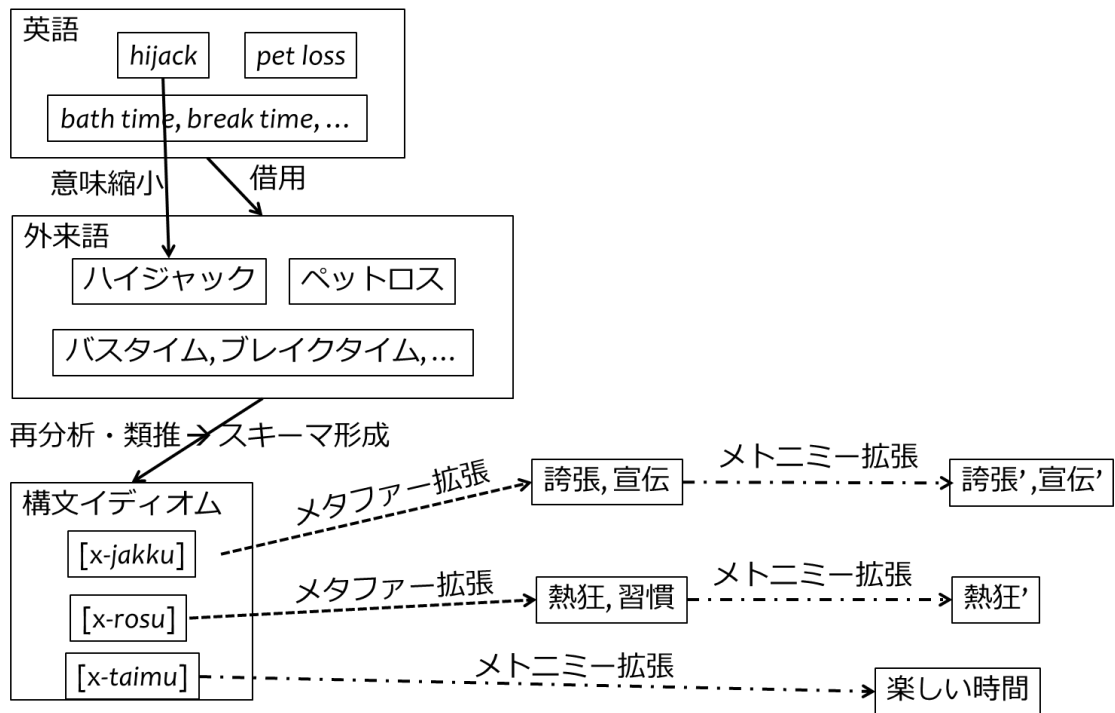 英語
hijack
pet loss
bath time, break time, …
意味縮小
借用
外来語
ハイジャック
ペットロス
バスタイム, ブレイクタイム, …
再分析・類推→スキーマ形成
構文イディオム
[x-jakku]
メタファー拡張
誇張, 宣伝
メトニミー拡張
誇張’ ,宣伝’
[x-rosu]
メタファー拡張
熱狂, 習慣
メトニミー拡張
熱狂’
[x-taimu]
メトニミー拡張
楽しい時間